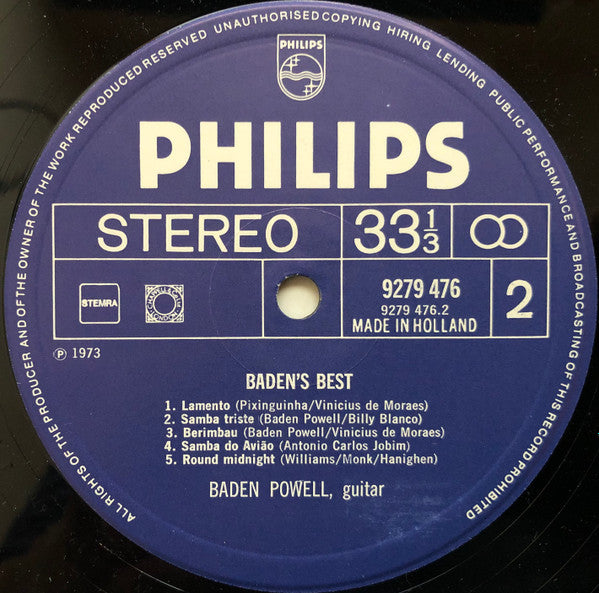 ALL RIGHTS OF THE PRODUCER AND OF THE OWNER OF THE WORK REPRODUCED RESERVED UNAUTHORISED COPYING HIRING LENDING PUBLIC PERFORMANCE AND BROADCASTING OF THIS RECORD PROHIBITED
PHILIPS
PHILIPS
STEREO
33 1/3
STEMRA
9279 476
9279 476.2
MADE IN HOLLAND
2
Ⓟ 1973
BADEN'S BEST
1. Lamento (Pixinguinha/Vinicius de Moraes)
2. Samba triste (Baden Powell/Billy Blanco)
3. Berimbau (Baden Powell/Vinicius de Moraes)
4. Samba do Avião (Antonio Carlos Jobim)
5. Round midnight (Williams/Monk/Hanighen)
BADEN POWELL, guitar